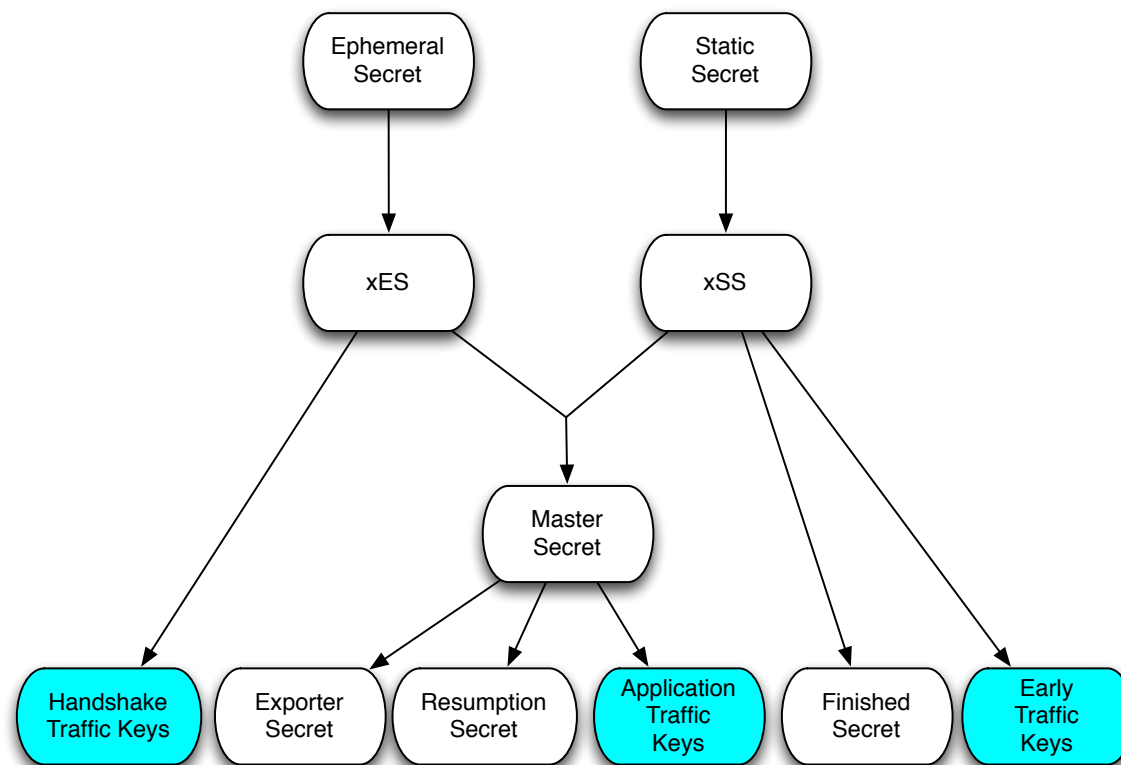 Ephemeral
Secret
Static
Secret
xES
xSS
Master
Secret
Handshake
Traffic Keys
Exporter
Secret
Resumption
Secret
Application
Traffic
Keys
Finished
Secret
Early
Traffic
Keys